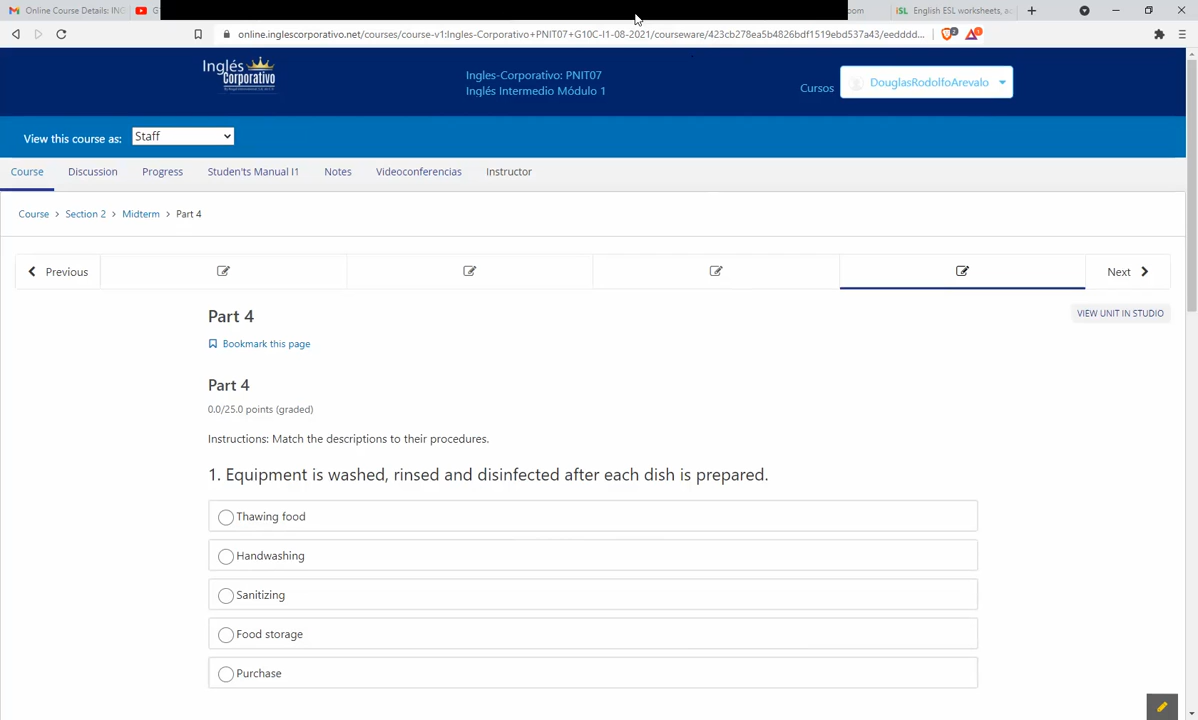 Online Course Details: ING
G
oom
English ESL worksheets, ac
online.inglescorporativo.net/courses/course-v1:Ingles-Corporativo+PNIT07+G10C-I1-08-2021/courseware/423cb278ea5b4826bdf1519ebd537a43/eedddd...
2
1
Inglés
Corporativo
Ingles-Corporativo: PNIT07
Inglés Intermedio Módulo 1
Cursos
DouglasRodolfoArevalo
View this course as:
Staff
Course
Discussion
Progress
Studen'ts Manual I1
Notes
Videoconferencias
Instructor
Course > Section 2 > Midterm > Part 4
Previous
Next
Part 4
VIEW UNIT IN STUDIO
Bookmark this page
Part 4
0.0/25.0 points (graded)
Instructions: Match the descriptions to their procedures.
1. Equipment is washed, rinsed and disinfected after each dish is prepared.
Thawing food
Handwashing
Sanitizing
Food storage
Purchase